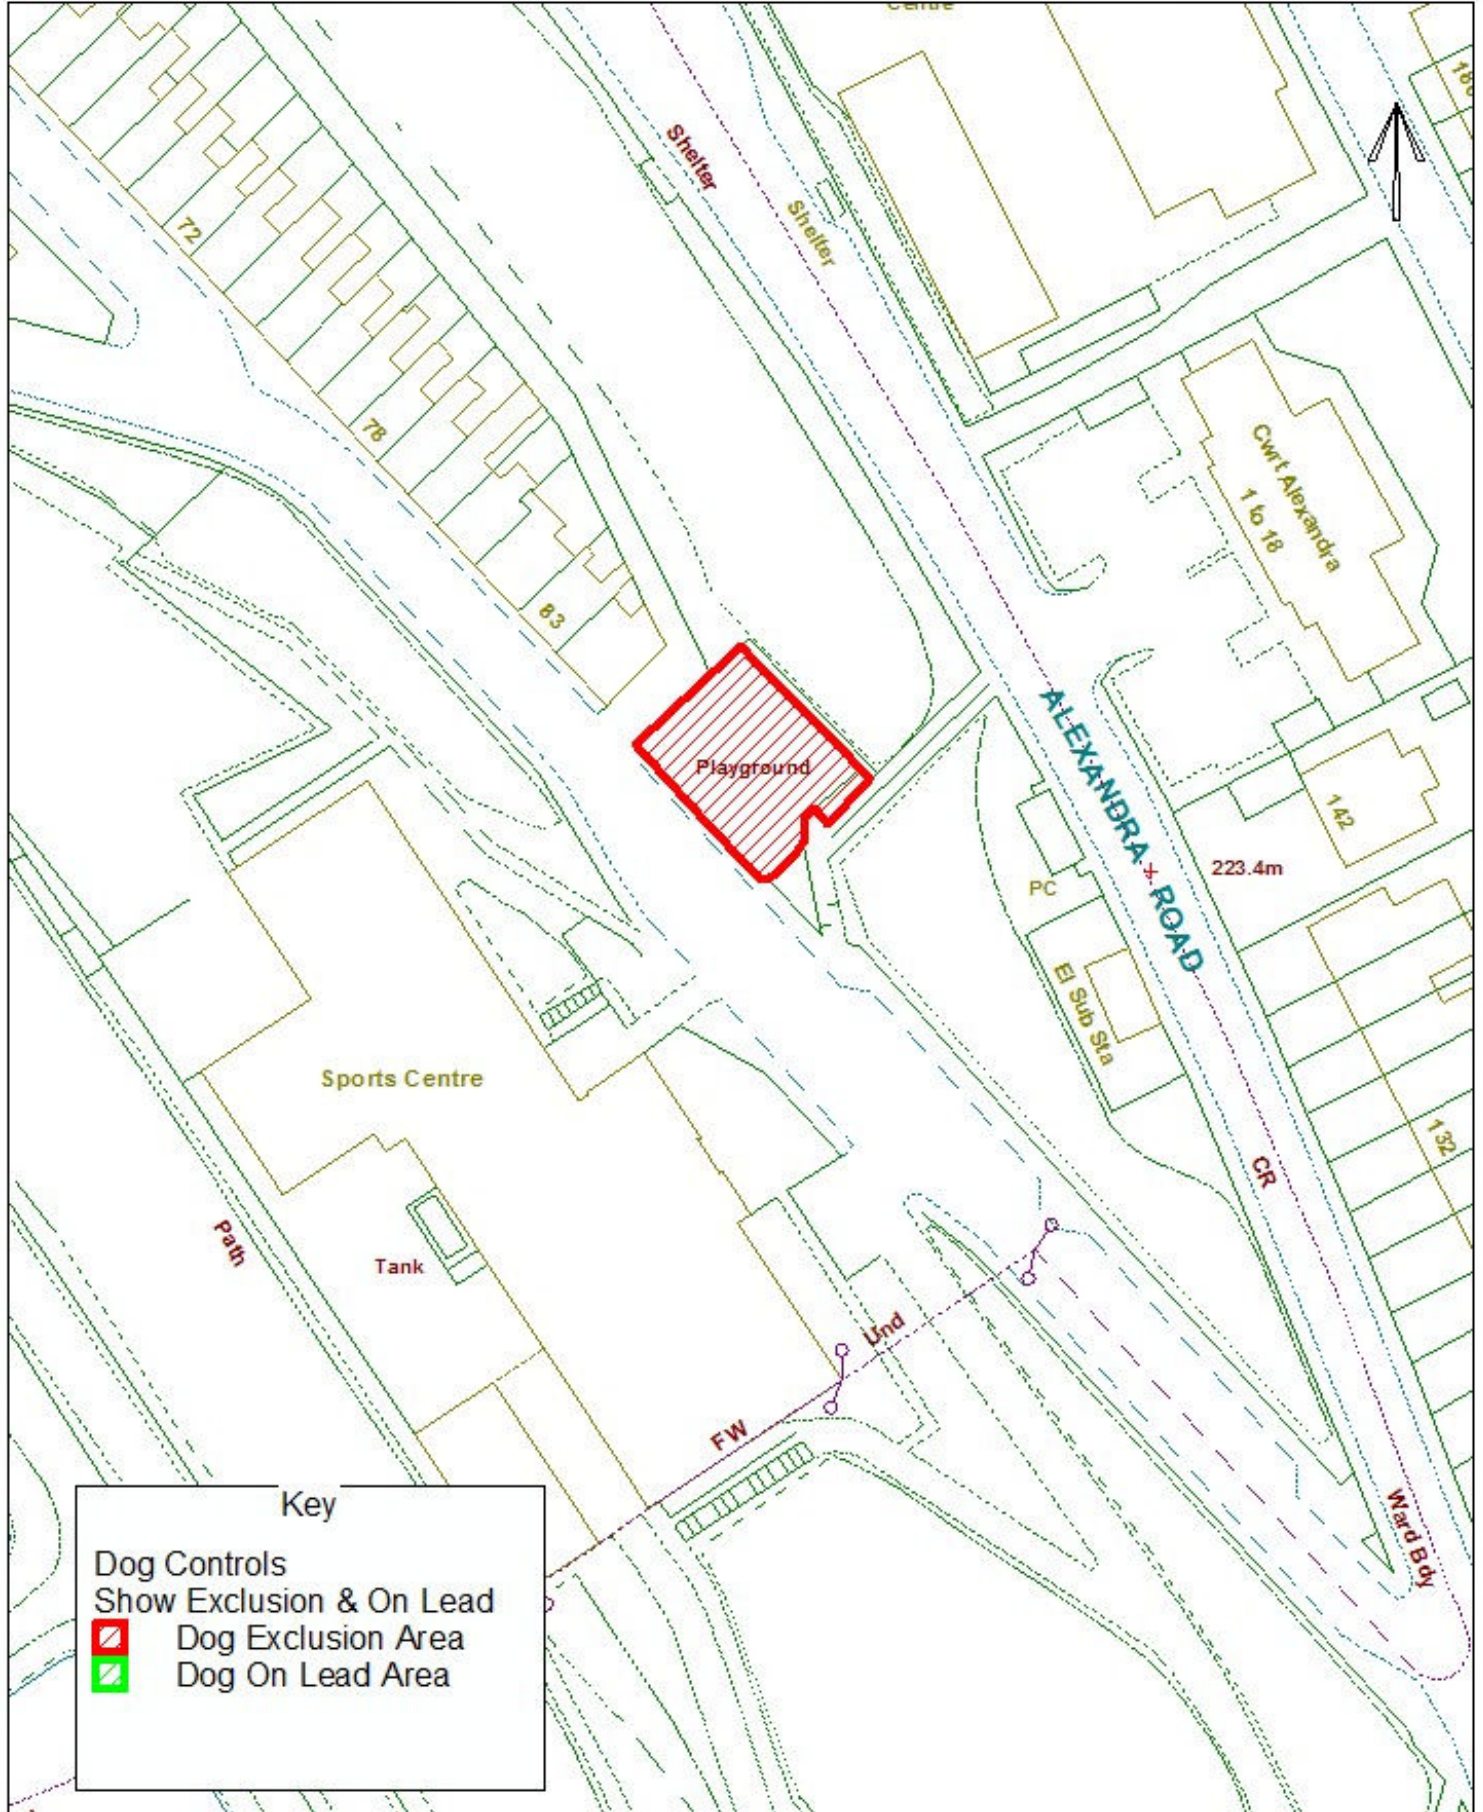 Centre
Shelter
Shelter
72
78
83
Cwrt Alexandra
1 to 18
Playground
ALEXANDRA ROAD
142
223.4m
PC
El Sub Sta
Sports Centre
132
CR
Path
Tank
Und
FW
Ward Bdy
Key
Dog Controls
Show Exclusion & On Lead
Dog Exclusion Area
Dog On Lead Area